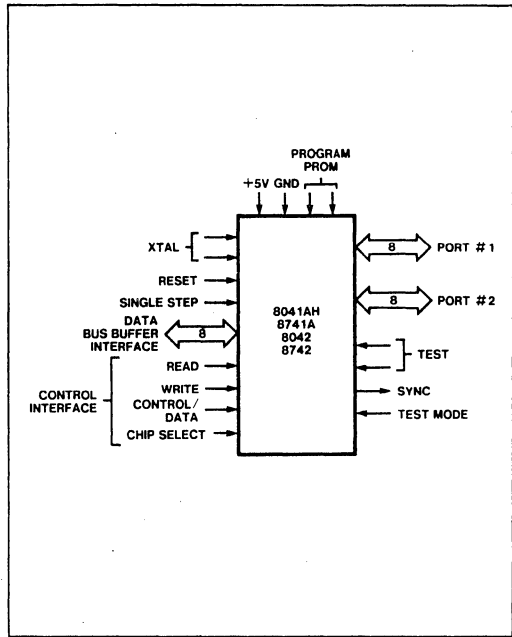 PROGRAM
PROM
+5V GND
XTAL
RESET
SINGLE STEP
DATA
BUS BUFFER
INTERFACE
8
READ
WRITE
CONTROL/
DATA
CHIP SELECT
CONTROL
INTERFACE
8041AH
8741A
8042
8742
8
PORT #1
8
PORT #2
TEST
SYNC
TEST MODE